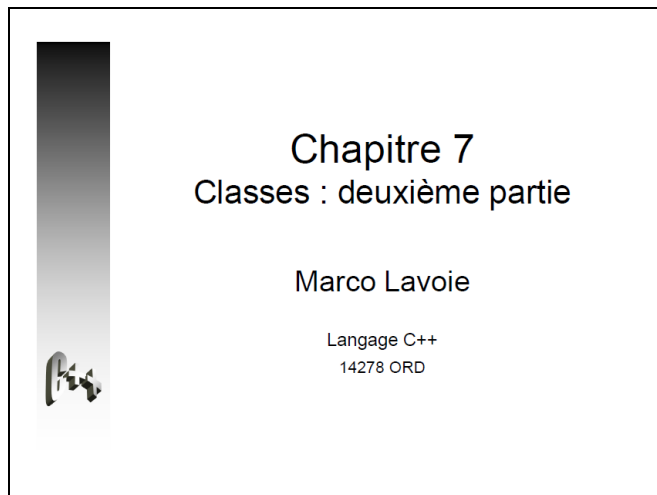 Chapitre 7
Classes : deuxième partie
Marco Lavoie
Langage C++
14278 ORD
C++